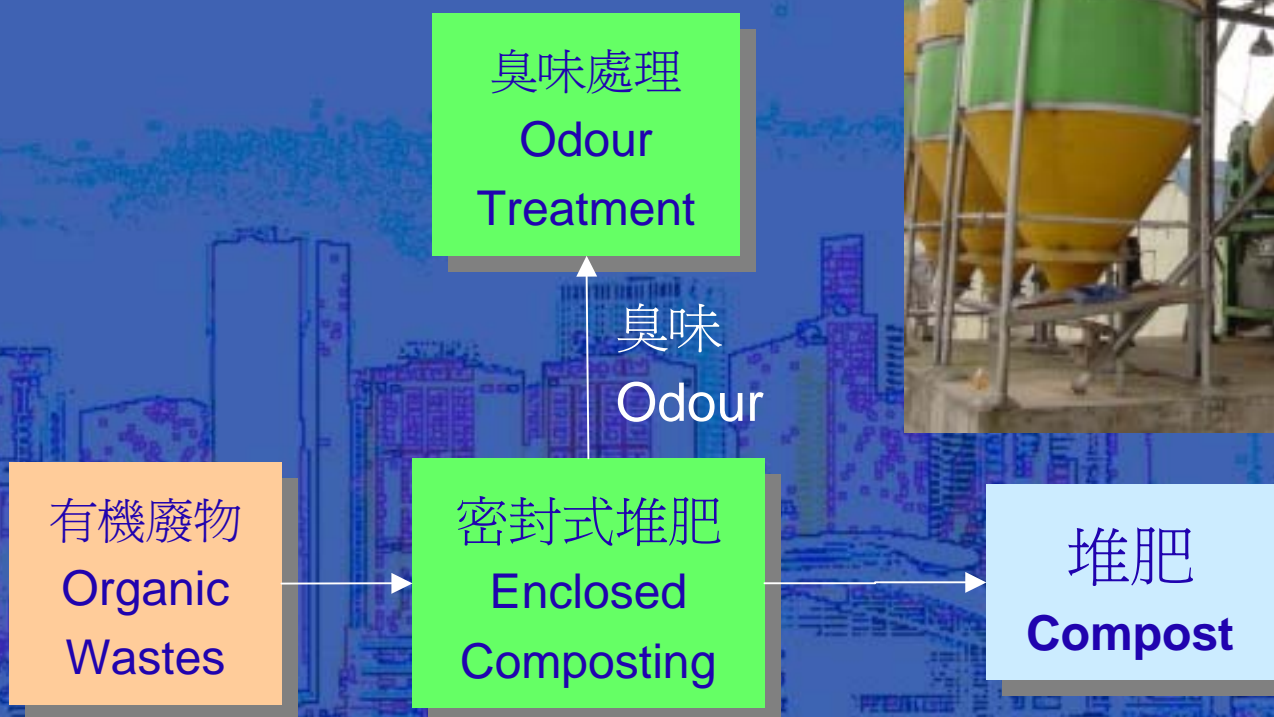 臭味處理
Odour
Treatment
臭味
Odour
有機廢物
Organic
Wastes
密封式堆肥
Enclosed
Composting
堆肥
Compost